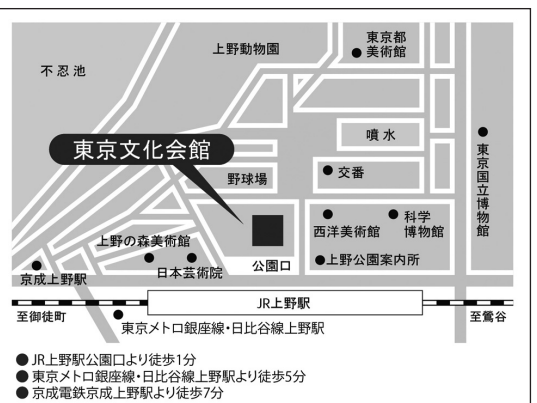 東京都
美術館
上野動物園
不忍池
噴水
東京文化会館
東京国立博物館
野球場
交番
西洋美術館
科学
博物館
上野の森美術館
日本芸術院
公園口
上野公園案内所
京成上野駅
JR上野駅
至御徒町
至鶯谷
東京メトロ銀座線・日比谷線上野駅
●JR上野駅公園口より徒歩1分
●東京メトロ銀座線・日比谷線上野駅より徒歩5分
●京成電鉄京成上野駅より徒歩7分